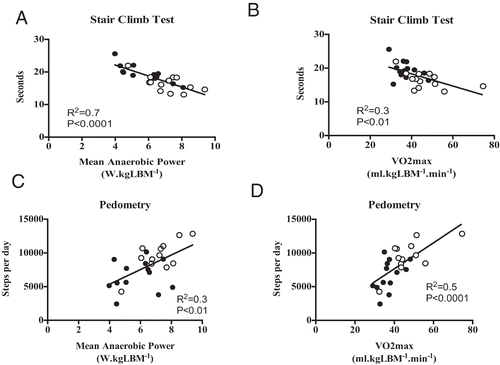 A
Stair Climb Test
Seconds
30
20
10
0
0
2
4
6
8
10
R²=0.7
P<0.0001
Mean Anaerobic Power
(W.kgLBM⁻¹)
B
Stair Climb Test
Seconds
30
20
10
0
0
20
40
60
80
R²=0.3
P<0.01
VO2max
(ml.kgLBM⁻¹.min⁻¹)
C
Pedometry
Steps per day
15000
10000
5000
0
0
2
4
6
8
10
R²=0.3
P<0.01
Mean Anaerobic Power
(W.kgLBM⁻¹)
D
Pedometry
Steps per day
15000
10000
5000
0
0
20
40
60
80
R²=0.5
P<0.0001
VO2max
(ml.kgLBM⁻¹.min⁻¹)